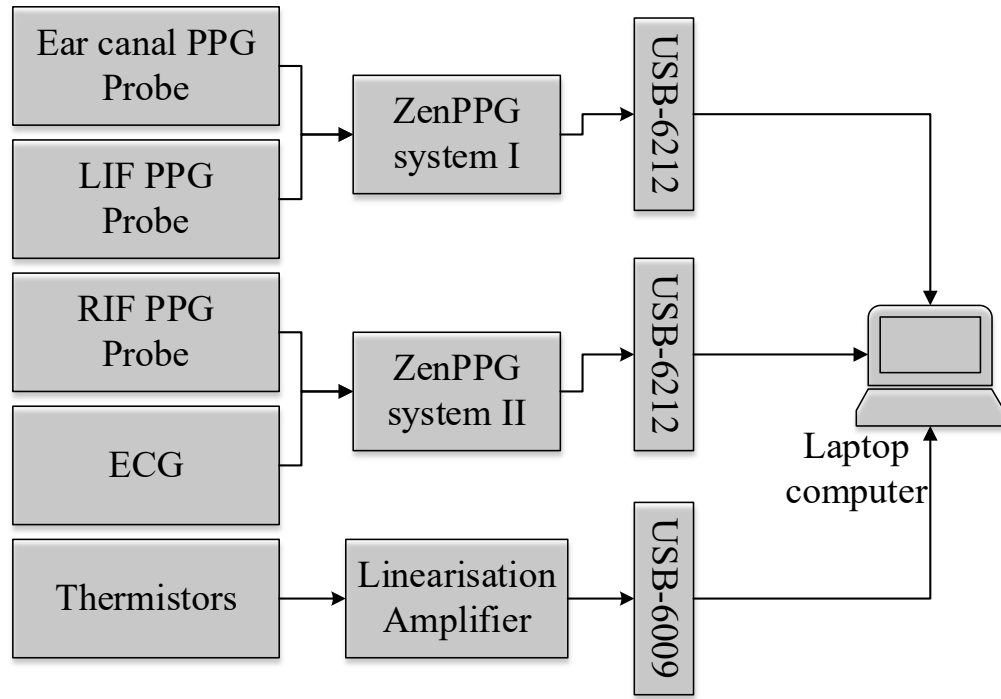 Ear canal PPG
Probe
LIF PPG
Probe
RIF PPG
Probe
ECG
Thermistors
ZenPPG
system I
ZenPPG
system II
Linearisation
Amplifier
USB-6212
USB-6212
USB-6009
Laptop
computer